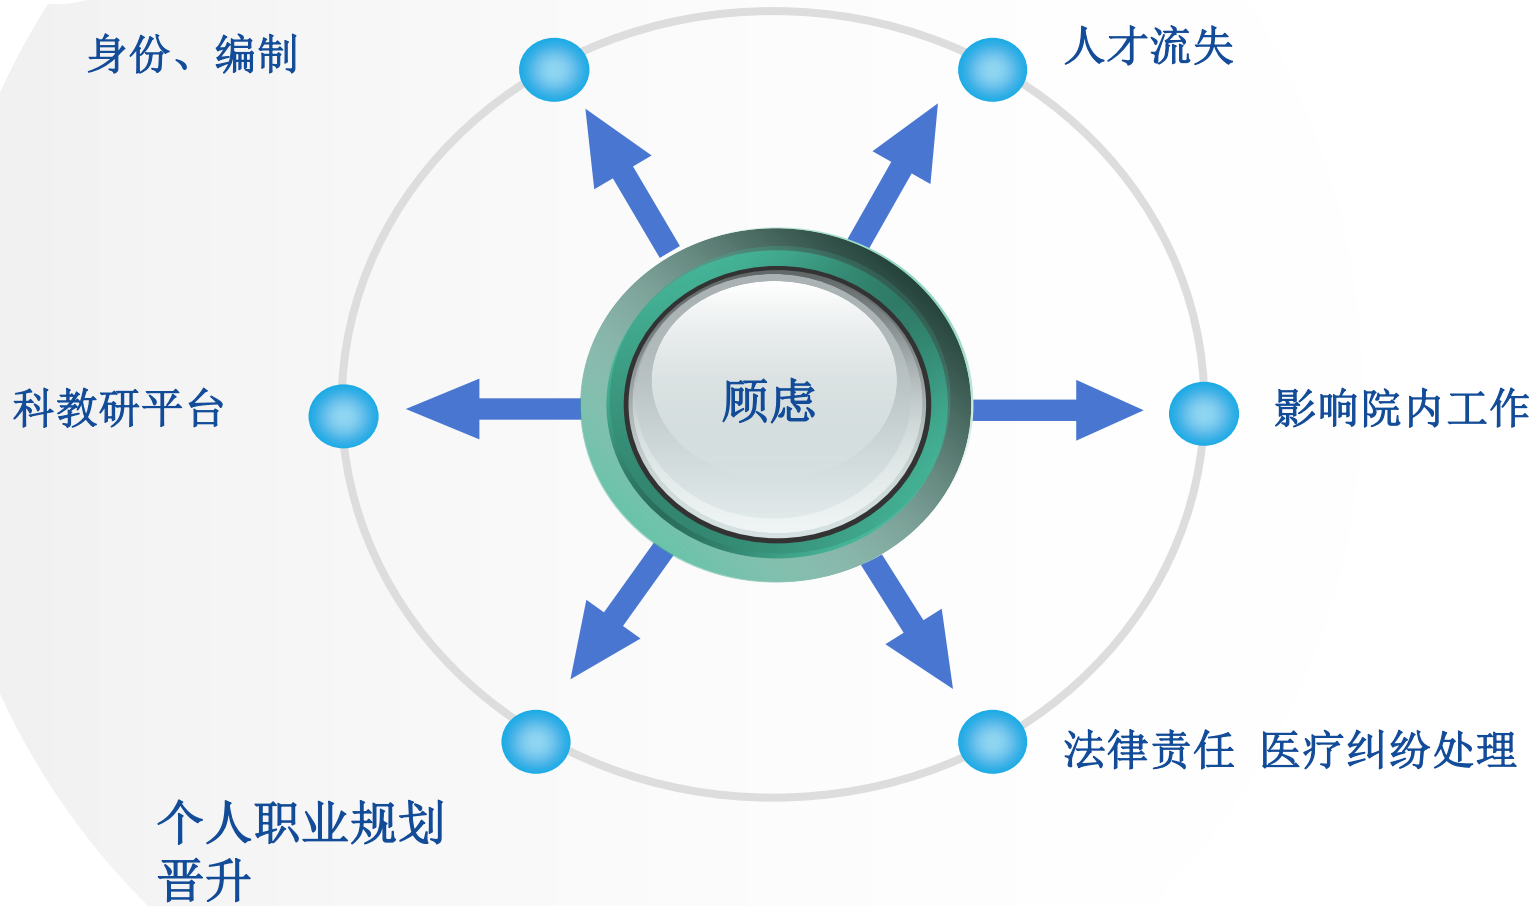 身份、编制
人才流失
科教研平台
顾虑
影响院内工作
法律责任 医疗纠纷处理
个人职业规划
晋升